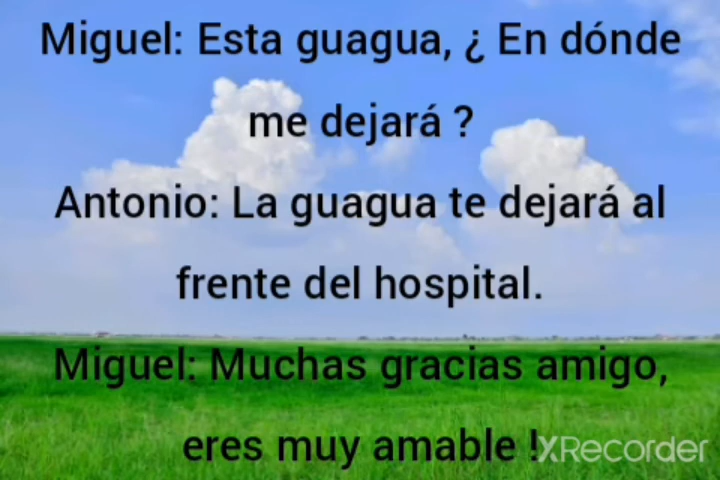 Miguel: Esta guagua, ¿ En dónde
me dejará ?
Antonio: La guagua te dejará al
frente del hospital.
Miguel: Muchas gracias amigo,
eres muy amable !
XRecorder